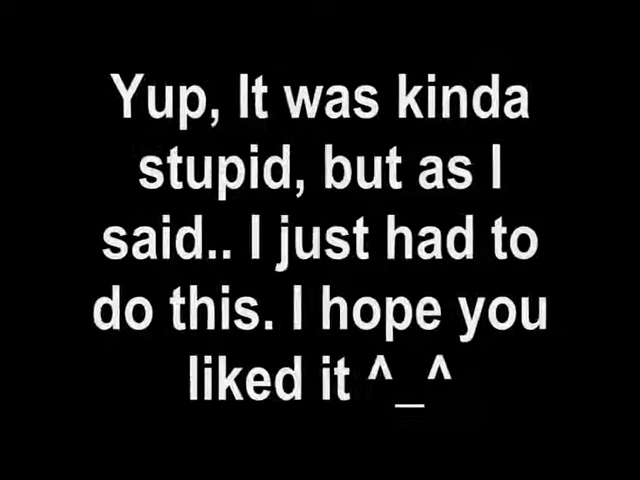 Yup, It was kinda
stupid, but as I
said.. I just had to
do this. I hope you
liked it ^_^